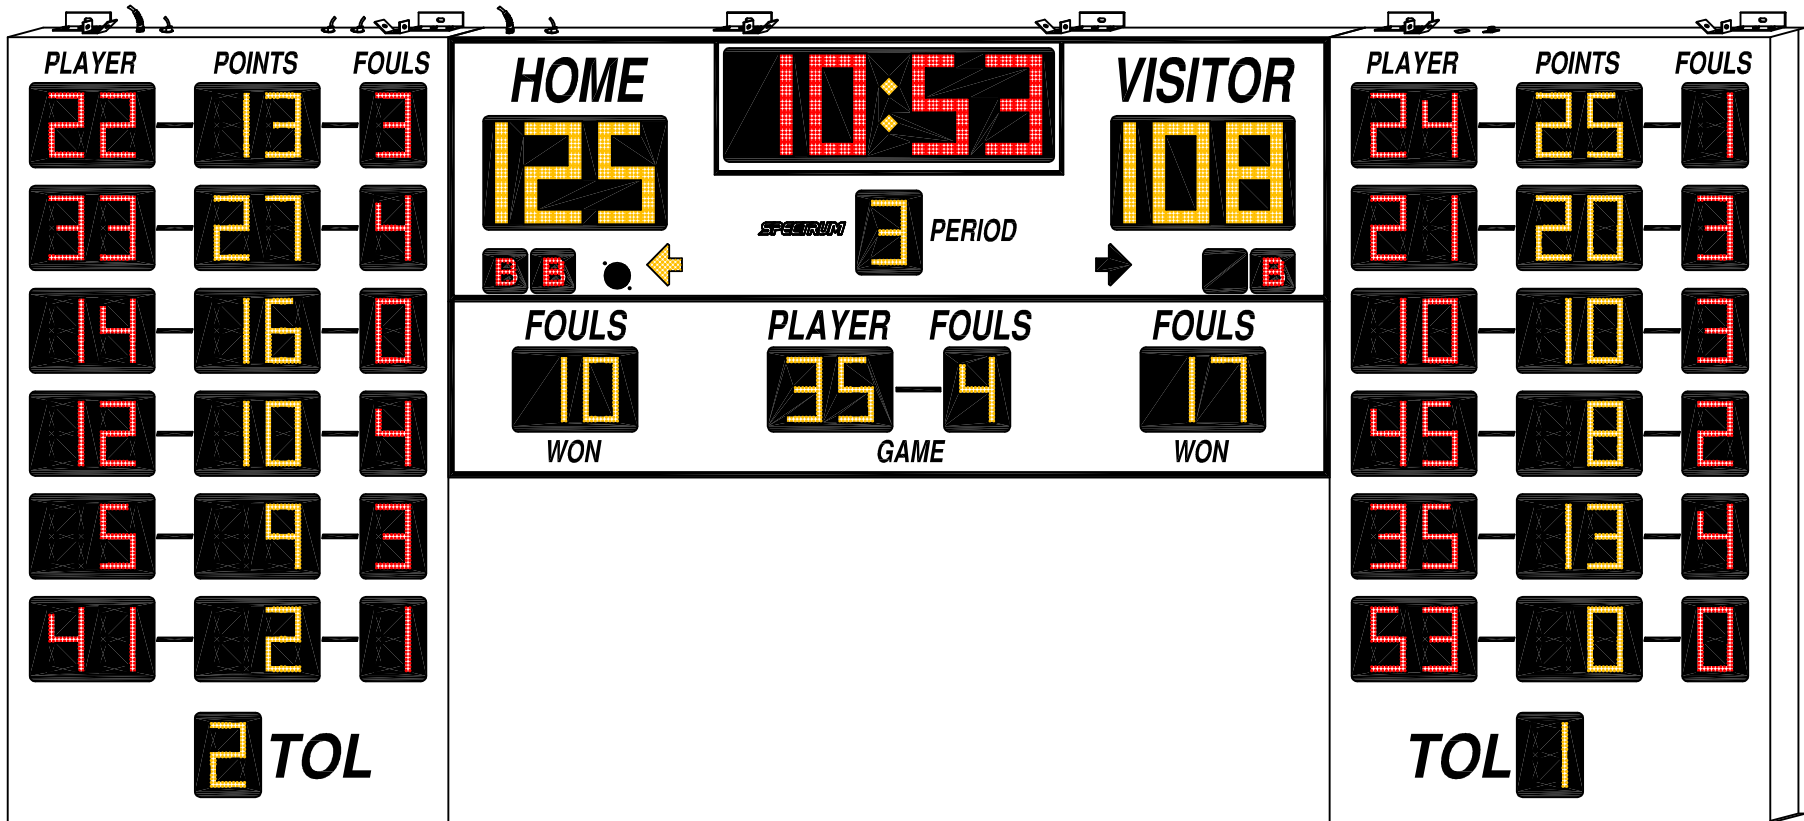 PLAYER POINTS FOULS
22 13 3
33 27 4
14 16 0
12 10 4
5 9 3
41 2 1
2 TOL
HOME 10:53 VISITOR
125 108
SPECTRUM 3 PERIOD
B B B
FOULS PLAYER FOULS FOULS
10 35 4 17
WON GAME WON
PLAYER POINTS FOULS
24 25 1
21 20 3
10 10 3
45 8 2
35 13 4
53 0 0
TOL 1